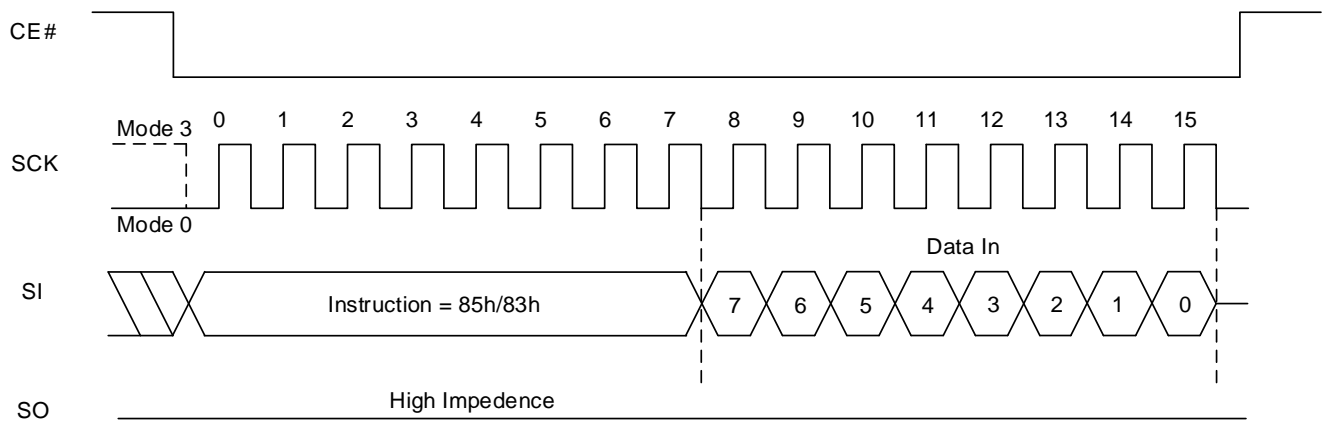 CE#
Mode 3
0 1 2 3 4 5 6 7 8 9 10 11 12 13 14 15
SCK
Mode 0
Data In
SI
Instruction = 85h/83h
7 6 5 4 3 2 1 0
High Impedence
SO